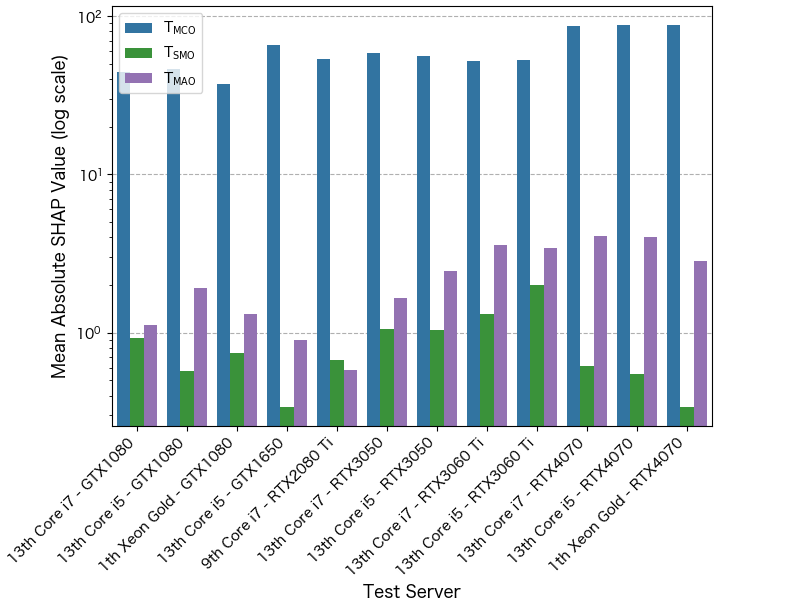 10²
10¹
10⁰
Mean Absolute SHAP Value (log scale)
T_MCO
T_SMO
T_MAO
13th Core i7 - GTX1080
13th Core i5 - GTX1080
1th Xeon Gold - GTX1080
13th Core i5 - GTX1650
9th Core i7 - RTX2080 Ti
13th Core i7 - RTX3050
13th Core i5 - RTX3050
13th Core i7 - RTX3060 Ti
13th Core i5 - RTX3060 Ti
13th Core i7 - RTX4070
13th Core i5 - RTX4070
1th Xeon Gold - RTX4070
Test Server